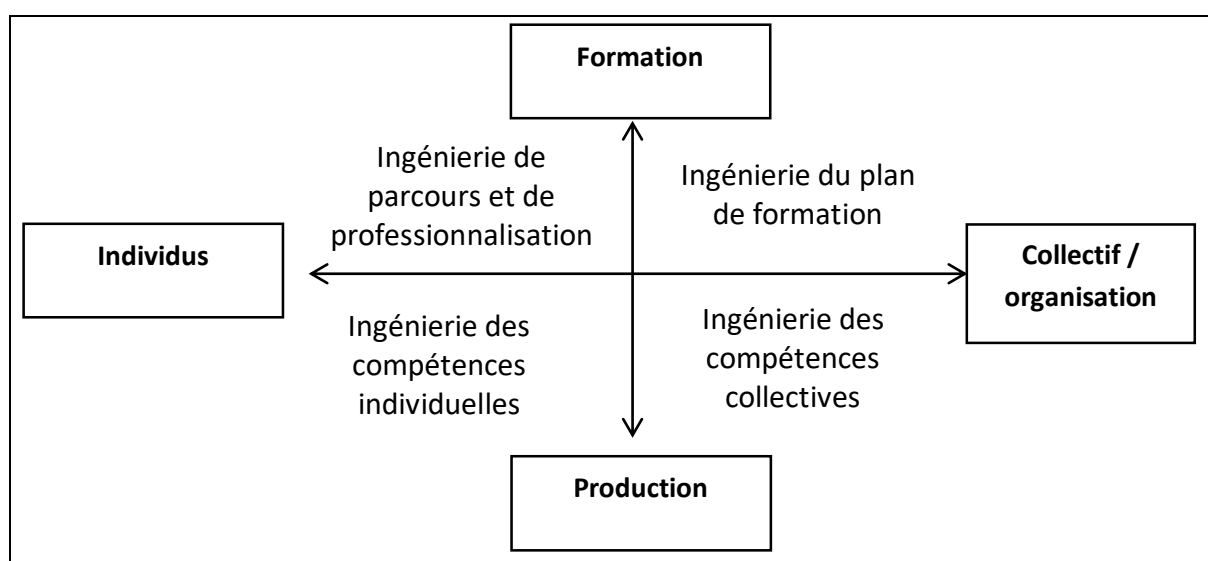 Formation
Ingénierie de
parcours et de
professionnalisation
Ingénierie du plan
de formation
Individus
Collectif /
organisation
Ingénierie des
compétences
individuelles
Ingénierie des
compétences
collectives
Production